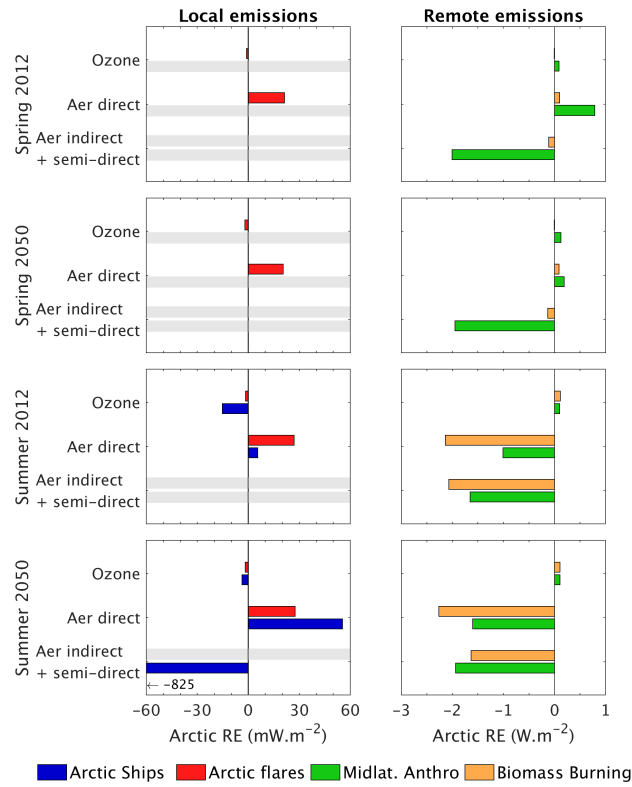 Local emissions
Remote emissions
Spring 2012
Ozone
Aer direct
Aer indirect
+ semi-direct
Spring 2050
Ozone
Aer direct
Aer indirect
+ semi-direct
Summer 2012
Ozone
Aer direct
Aer indirect
+ semi-direct
Summer 2050
Ozone
Aer direct
Aer indirect
+ semi-direct
← -825
-60 -30 0 30 60
-3 -2 -1 0 1
Arctic RE (mW.m⁻²)
Arctic RE (W.m⁻²)
Arctic Ships
Arctic flares
Midlat. Anthro
Biomass Burning